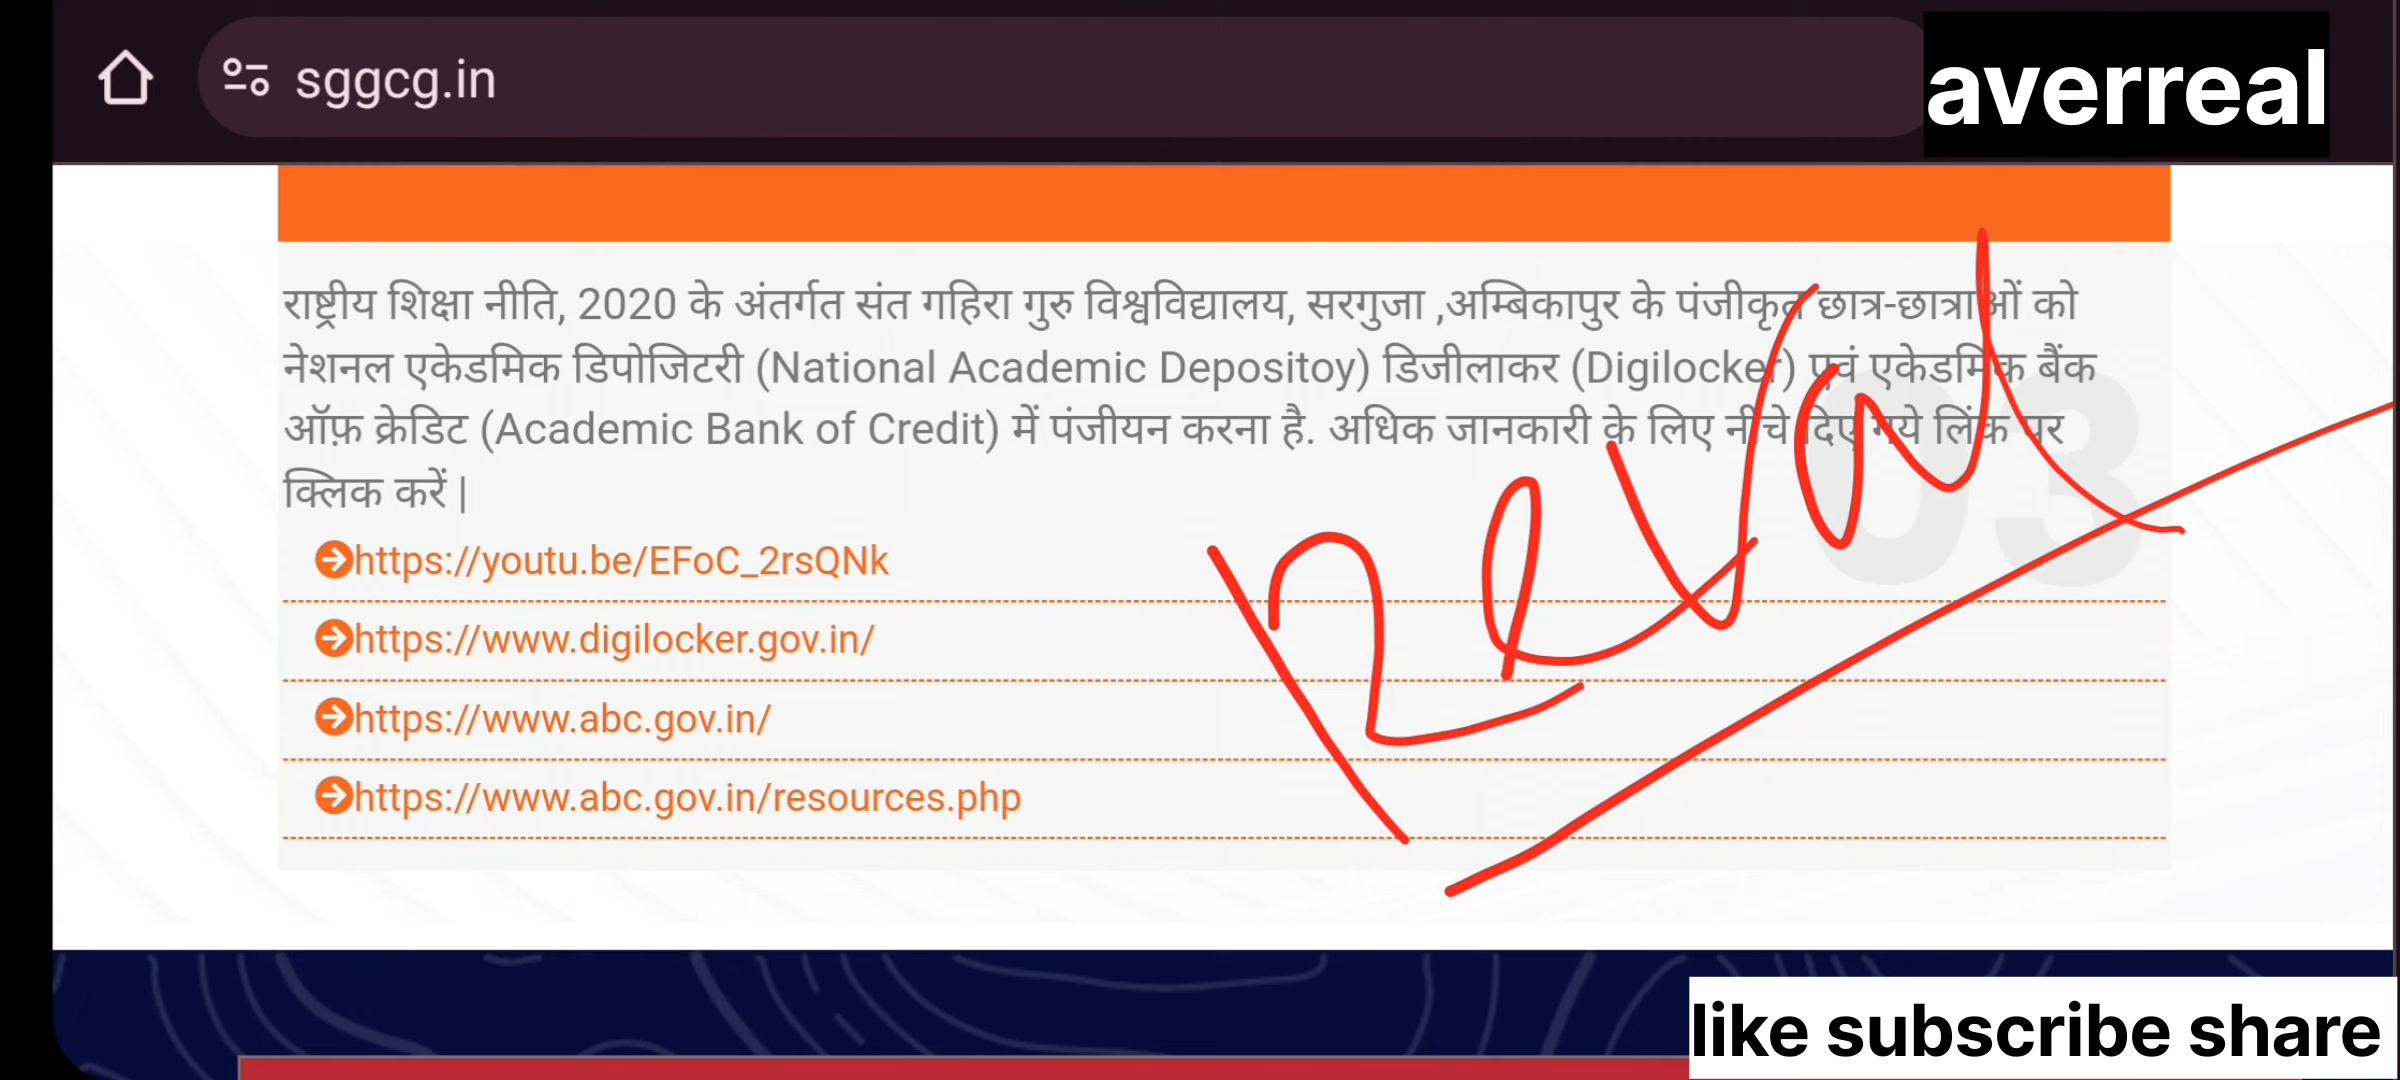 sggcg.in
averreal
राष्ट्रीय शिक्षा नीति, 2020 के अंतर्गत संत गहिरा गुरु विश्वविद्यालय, सरगुजा ,अम्बिकापुर के पंजीकृत छात्र-छात्राओं को
नेशनल एकेडमिक डिपोजिटरी (National Academic Depositoy) डिजीलाकर (Digilocker) एवं एकेडमिक बैंक
ऑफ़ क्रेडिट (Academic Bank of Credit) में पंजीयन करना है. अधिक जानकारी के लिए नीचे दिए गये लिंक पर
क्लिक करें |
03
https://youtu.be/EFoC_2rsQNk
https://www.digilocker.gov.in/
https://www.abc.gov.in/
https://www.abc.gov.in/resources.php
Reval
like subscribe share